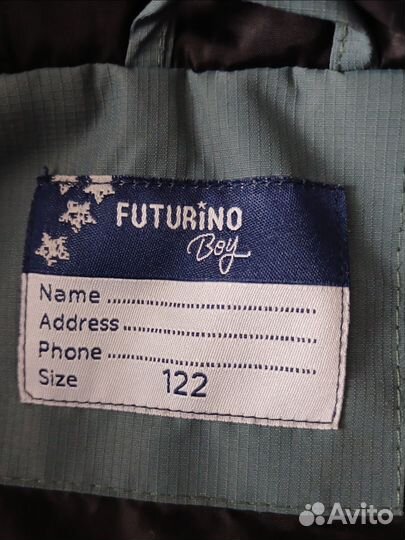 FUTURiNO
Boy
Name ..............................
Address .........................
Phone ............................
Size 122
Avito